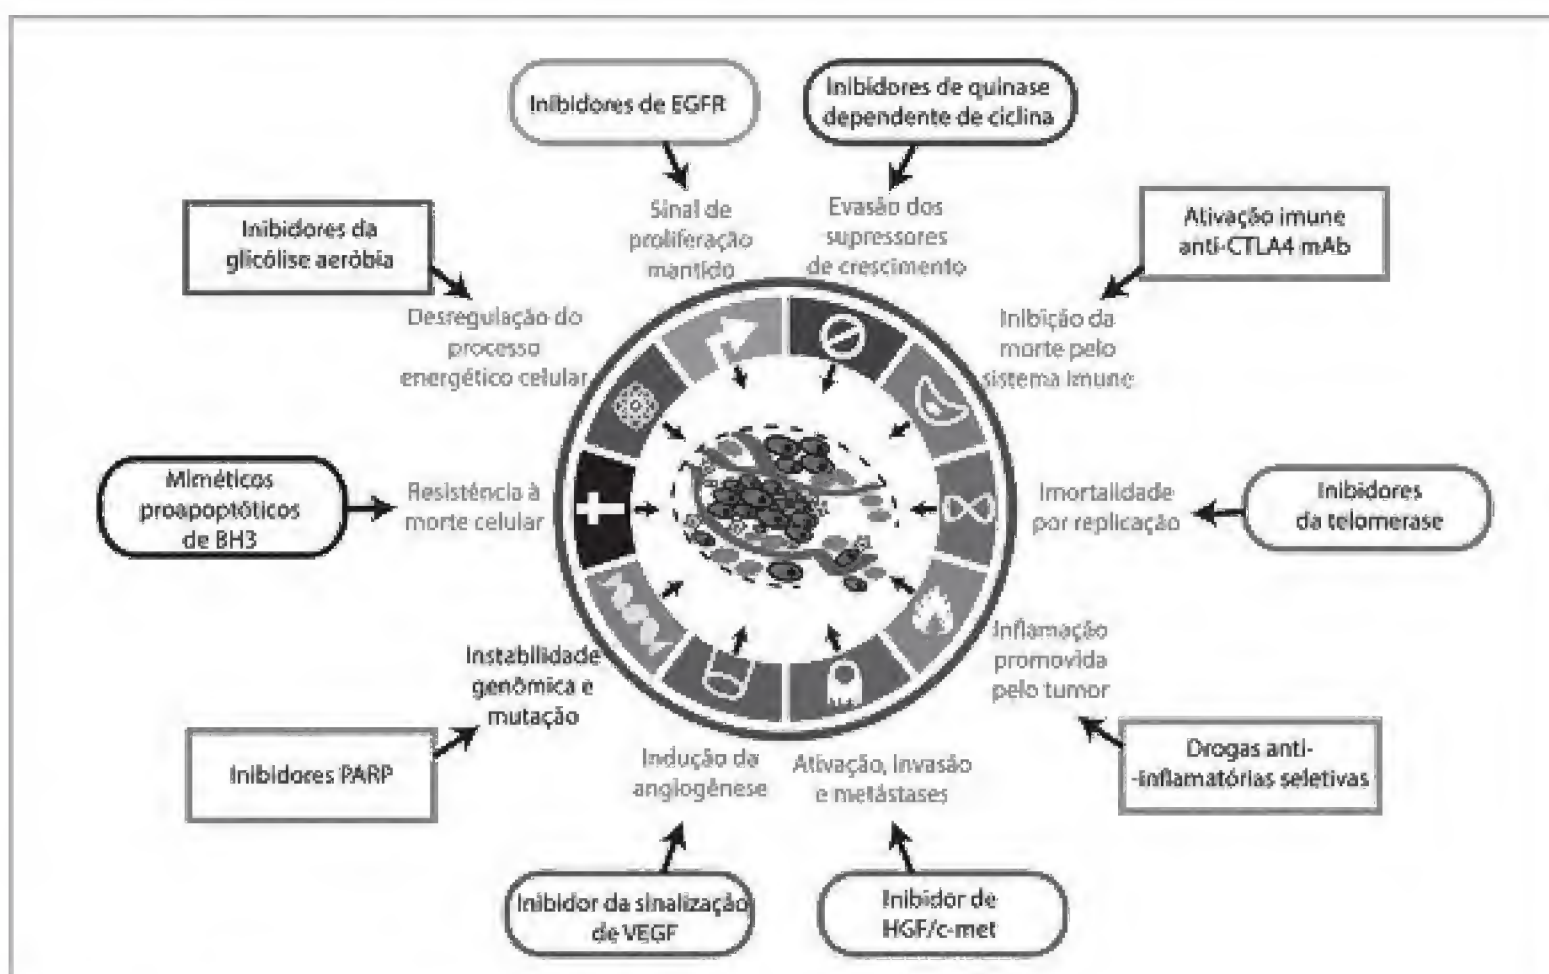 Inibidores de EGFR
Inibidores de quinase
dependente de ciclina
Sinal de
proliferação
mantido
Evasão dos
supressores
de crescimento
Inibidores da
glicólise aeróbia
Ativação imune
anti-CTLA4 mAb
Desregulação do
processo
energético celular
Inibição da
morte pelo
sistema imune
Miméticos
proapoptóticos
de BH3
Resistência à
morte celular
Imortalidade
por replicação
Inibidores
da telomerase
Instabilidade
genômica e
mutação
Inflamação
promovida
pelo tumor
Inibidores PARP
Indução da
angiogênese
Ativação, invasão
e metástases
Drogas anti-
-inflamatórias seletivas
Inibidor da sinalização
de VEGF
Inibidor de
HGF/c-met